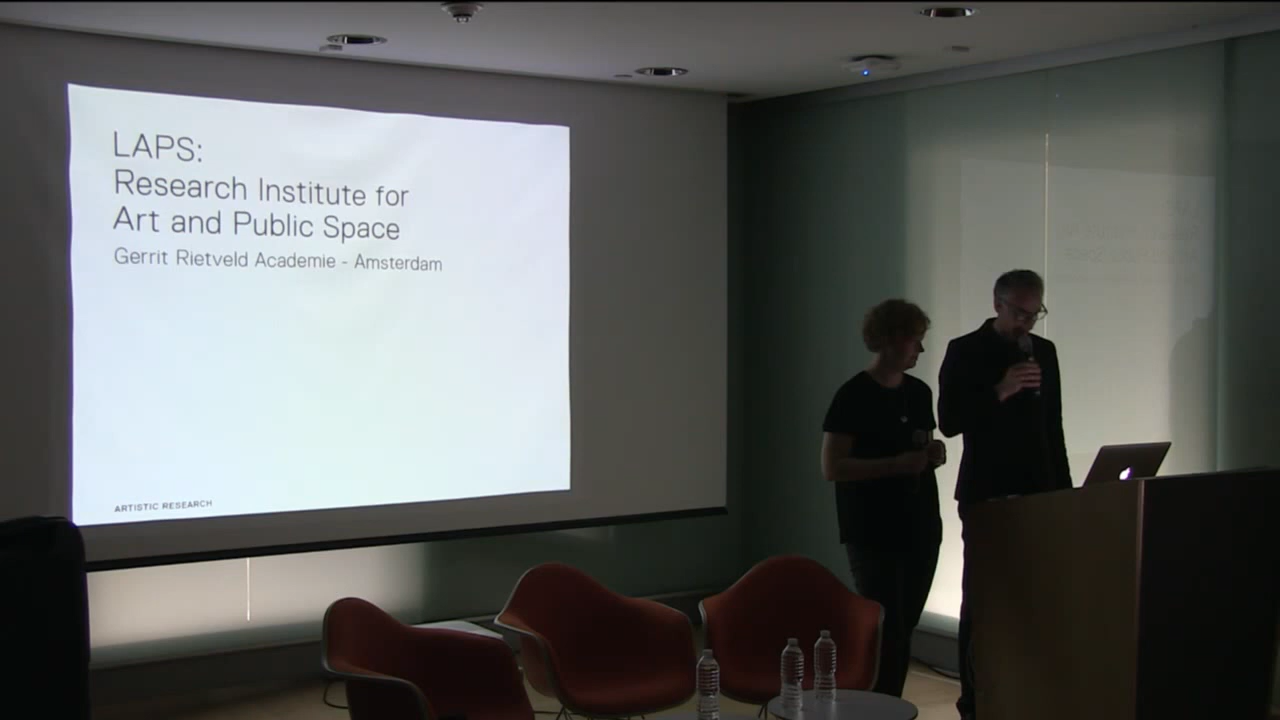 LAPS:
Research Institute for
Art and Public Space
Gerrit Rietveld Academie - Amsterdam
ARTISTIC RESEARCH